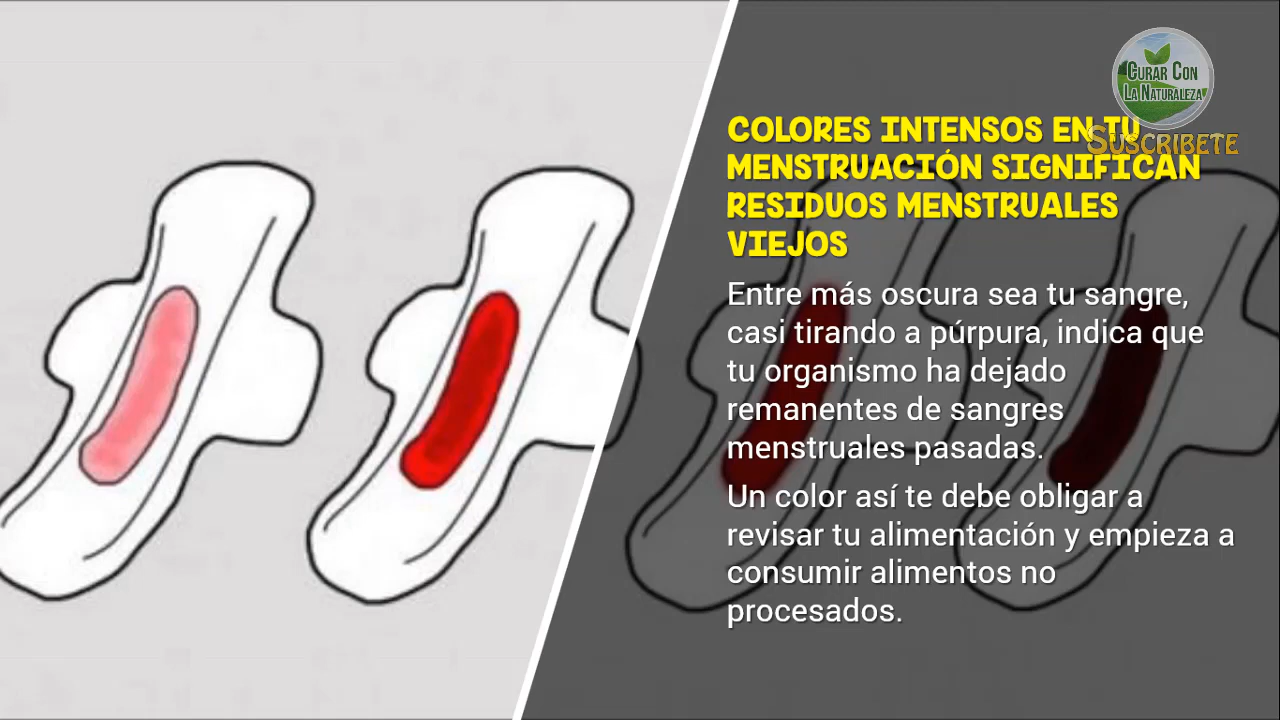 CURAR CON
LA NATURALEZA
SUSCRIBETE
COLORES INTENSOS EN TU
MENSTRUACIÓN SIGNIFICAN
RESIDUOS MENSTRUALES
VIEJOS
Entre más oscura sea tu sangre,
casi tirando a púrpura, indica que
tu organismo ha dejado
remanentes de sangres
menstruales pasadas.
Un color así te debe obligar a
revisar tu alimentación y empieza a
consumir alimentos no
procesados.